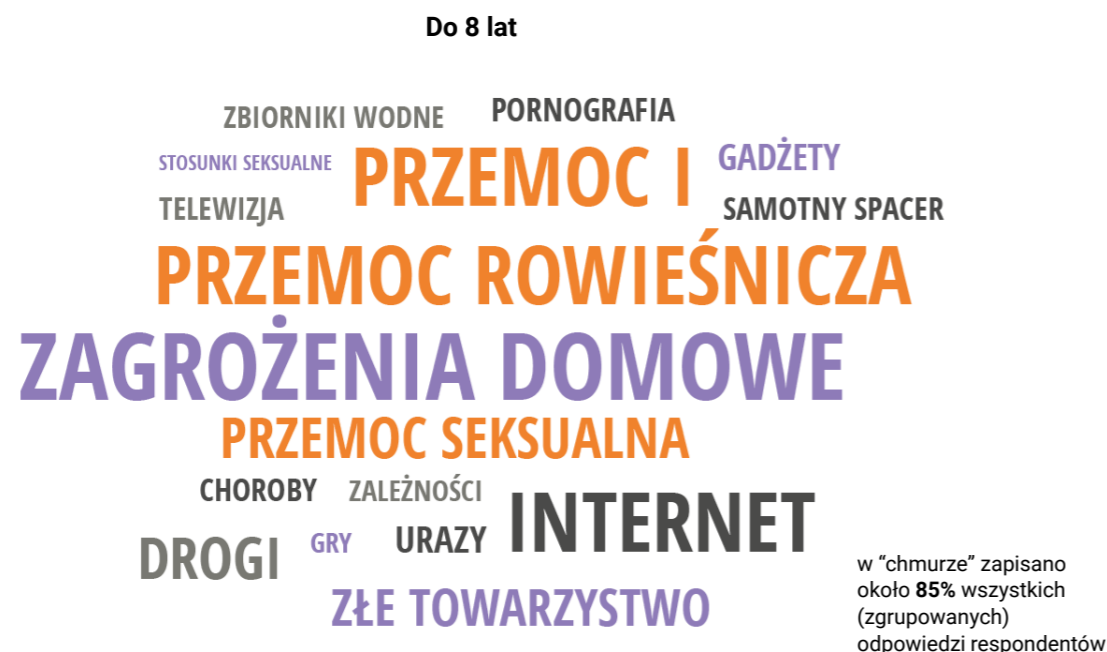 Do 8 lat
ZBIORNIKI WODNE
PORNOGRAFIA
STOSUNKI SEKSUALNE
PRZEMOC I
GADŻETY
TELEWIZJA
SAMOTNY SPACER
PRZEMOC ROWIEŚNICZA
ZAGROŻENIA DOMOWE
PRZEMOC SEKSUALNA
CHOROBY
ZALEŻNOŚCI
INTERNET
DROGI
GRY
URAZY
ZŁE TOWARZYSTWO
w “chmurze” zapisano
około 85% wszystkich
(zgrupowanych)
odpowiedzi respondentów